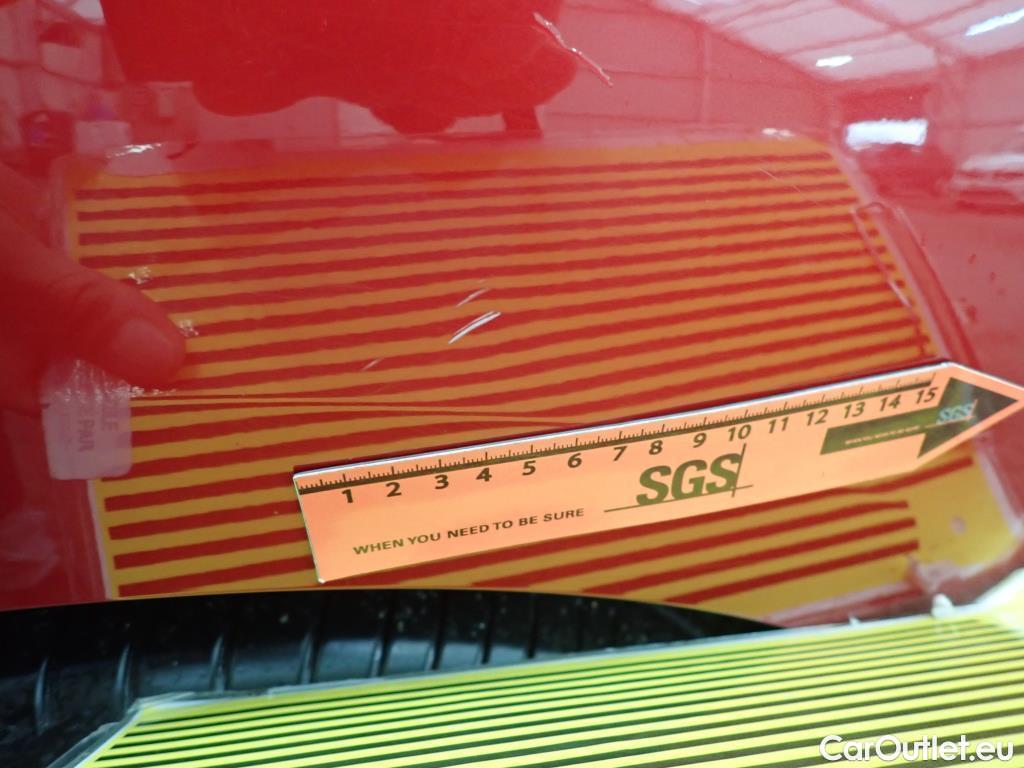 1 2 3 4 5 6 7 8 9 10 11 12 13 14 15
SGS
SGS
WHEN YOU NEED TO BE SURE
CarOutlet.eu